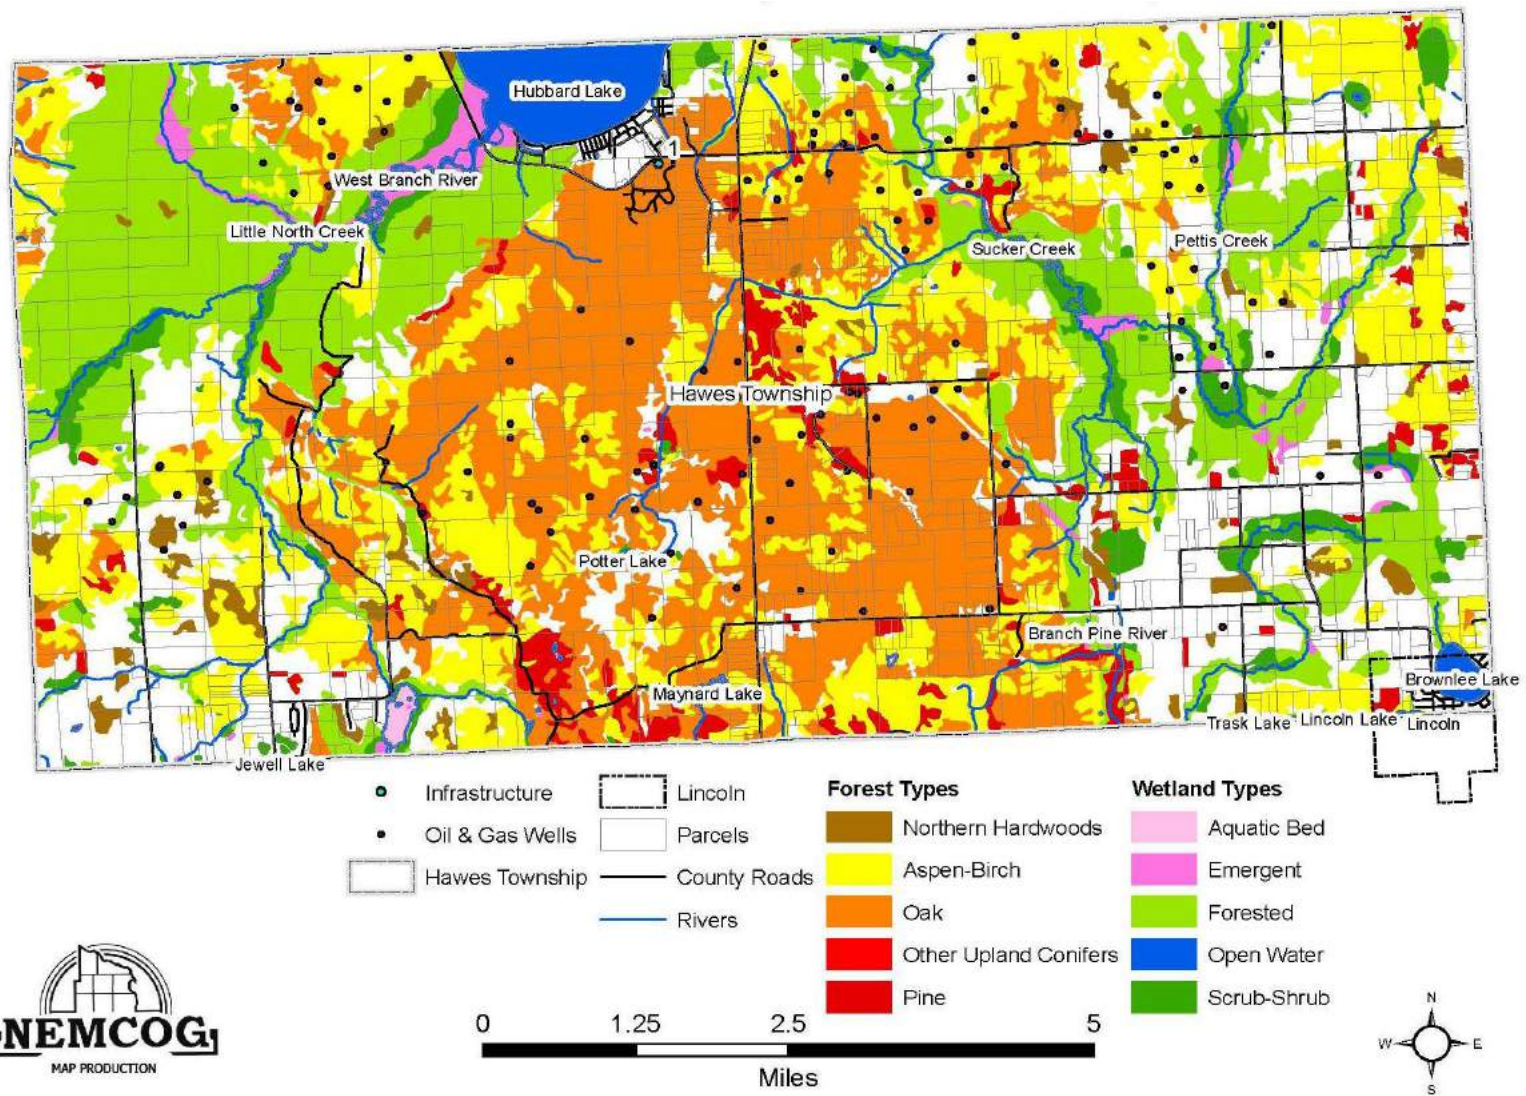 Hubbard Lake
1
West Branch River
Little North Creek
Pettis Creek
Sucker Creek
Hawes Township
Potter Lake
Branch Pine River
Brownlee Lake
Maynard Lake
Trask Lake
Lincoln Lake
Lincoln
Jewell Lake
Infrastructure
Oil & Gas Wells
Hawes Township
Lincoln
Parcels
County Roads
Rivers
Forest Types
Northern Hardwoods
Aspen-Birch
Oak
Other Upland Conifers
Pine
Wetland Types
Aquatic Bed
Emergent
Forested
Open Water
Scrub-Shrub
NEMCOG
MAP PRODUCTION
0 1.25 2.5 5
Miles
N
W E
S